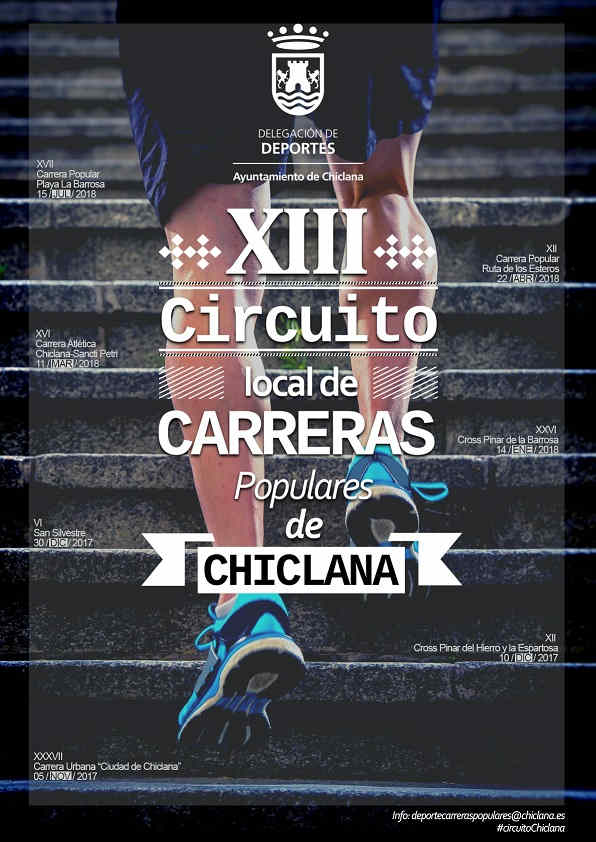 DELEGACIÓN DE
DEPORTES
Ayuntamiento de Chiclana
XVII
Carrera Popular
Playa La Barrosa
15 / JUL / 2018
XIII
XII
Carrera Popular
Ruta de los Esteros
22 / ABR / 2018
Circuito
XVI
Carrera Atlética
Chiclana-Sancti Petri
11 / MAR / 2018
local de
CARRERAS
XXVI
Cross Pinar de la Barrosa
14 / ENE / 2018
Populares
de
VI
San Silvestre
30 / DIC / 2017
CHICLANA
XII
Cross Pinar del Hierro y la Espartosa
10 / DIC / 2017
XXXVII
Carrera Urbana "Ciudad de Chiclana"
05 / NOV / 2017
Info: deportecarreraspopulares@chiclana.es
#circuitoChiclana